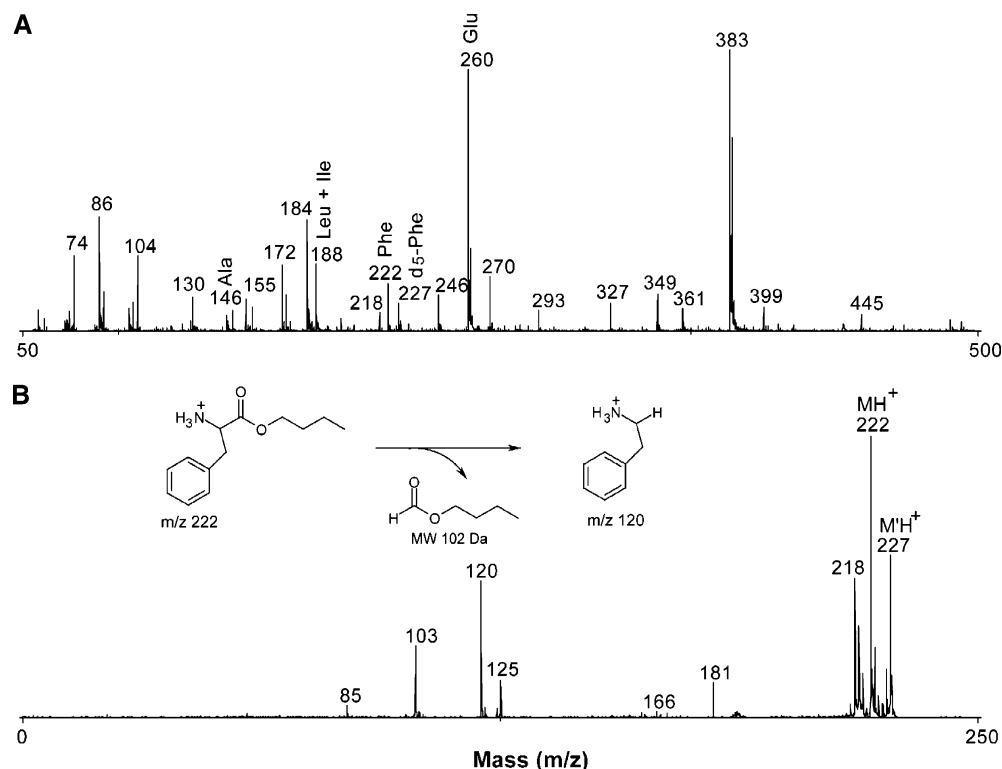 A
Glu
260
383
86
74
104
130
Ala
146
155
172
184
Leu + Ile
188
218
Phe
222
d5-Phe
227
246
270
293
327
349
361
399
445
50
500
B
MH+
222
M'H+
227
218
O
H3N+
O
m/z 222
O
H
O
MW 102 Da
H3N+
H
m/z 120
120
103
125
85
166
181
0
250
Mass (m/z)